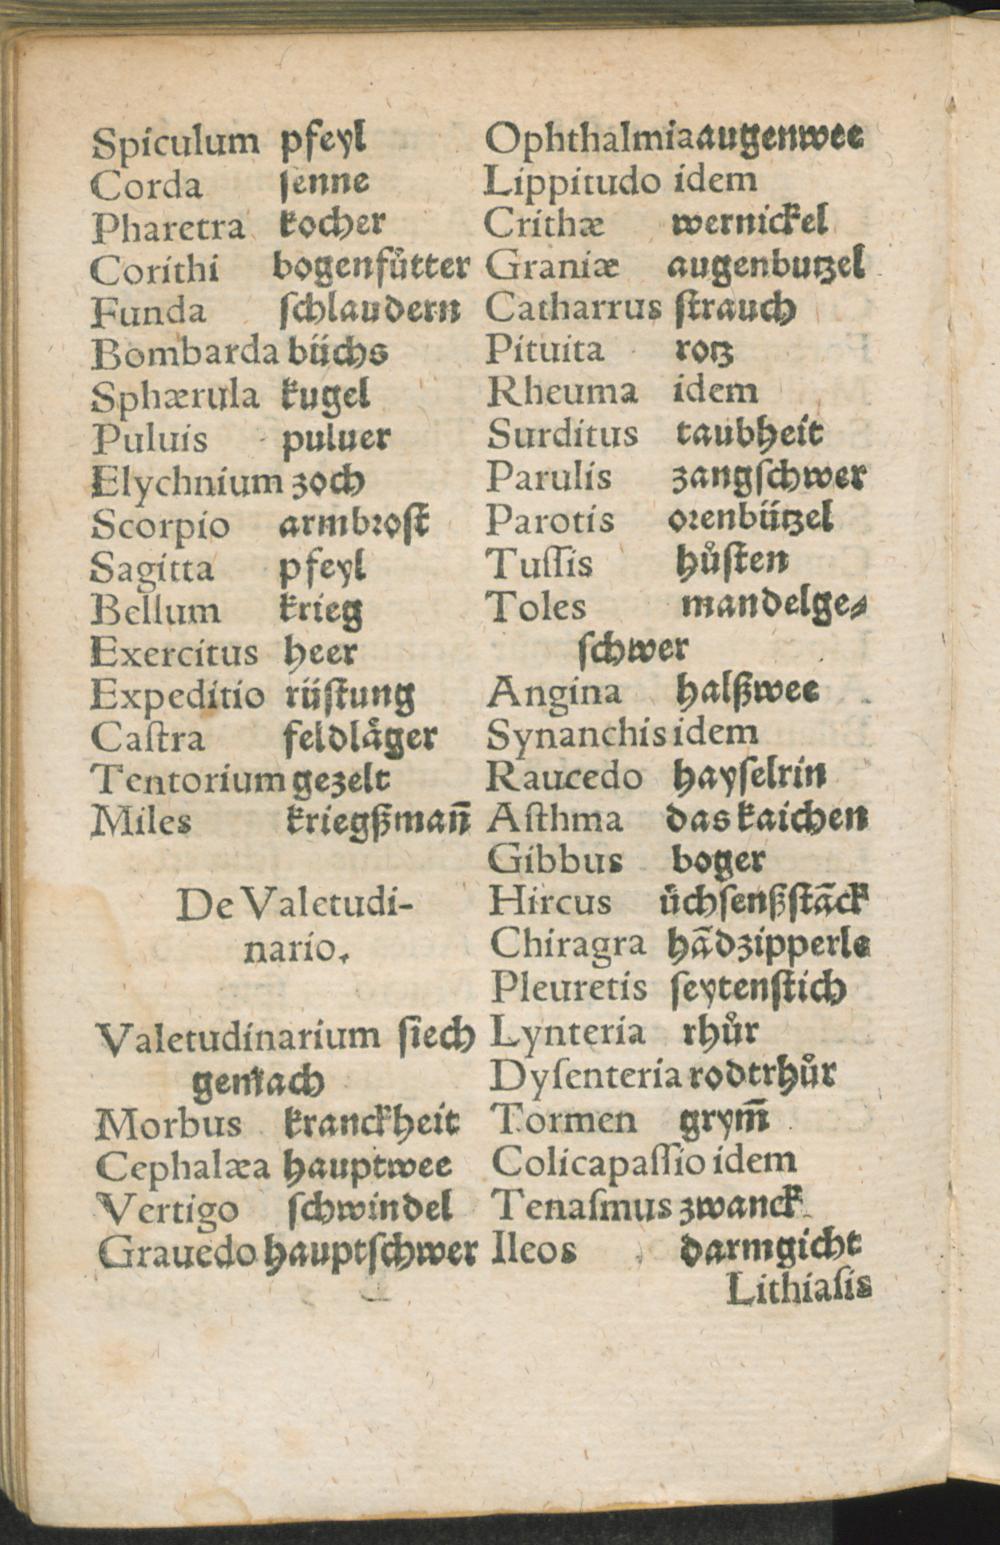 Spiculum pfeyl
Corda senne
Pharetra kocher
Corithi bogenfůtter
Funda schlaudern
Bombarda büchs
Sphærula kugel
Puluis puluer
Elychnium zoch
Scorpio armbrost
Sagitta pfeyl
Bellum krieg
Exercitus heer
Expeditio rüstung
Castra feldlåger
Tentorium gezelt
Miles kriegßmañ
De Valetudi-
nario.
Valetudinarium siech
gemach
Morbus kranckheit
Cephalæa hauptwee
Vertigo schwindel
Grauedo hauptschwer
Ophthalmia augenwee
Lippitudo idem
Crithæ wernickel
Graniæ augenbutzel
Catharrus strauch
Pituita rotz
Rheuma idem
Surditus taubheit
Parulis zangschwer
Parotis orenbützel
Tussis hůsten
Toles mandelge⸗
schwer
Angina halßwee
Synanchis idem
Raucedo hayselrin
Asthma das kaichen
Gibbus boger
Hircus üchsenßstãck
Chiragra hãdzipperle
Pleuretis seytenstich
Lynteria rhůr
Dysenteria rodtrhůr
Tormen grym̃
Colicapassio idem
Tenasmus zwanck
Ileos darmgicht
Lithiasis